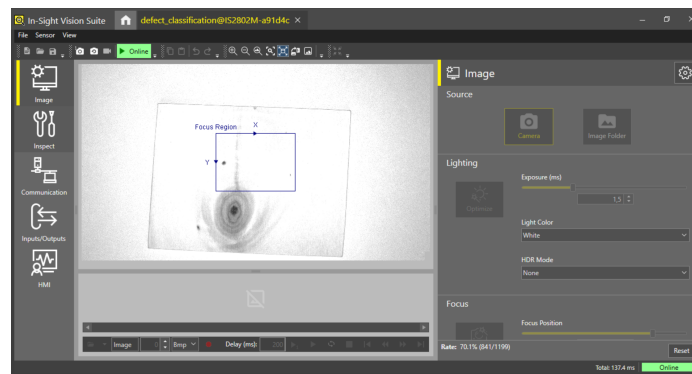 In-Sight Vision Suite
defect_classification@IS2802M-a91d4c ×
File Sensor View
Online
Image
Inspect
Communication
Inputs/Outputs
HMI
Focus Region
X
Y
Image 0 Bmp Delay (ms): 200
Image
Source
Camera
Image Folder
Lighting
Optimize
Exposure (ms)
1,5
Light Color
White
HDR Mode
None
Focus
Focus Position
Rate: 70.1% (841/1199)
Reset
Total: 137.4 ms
Online